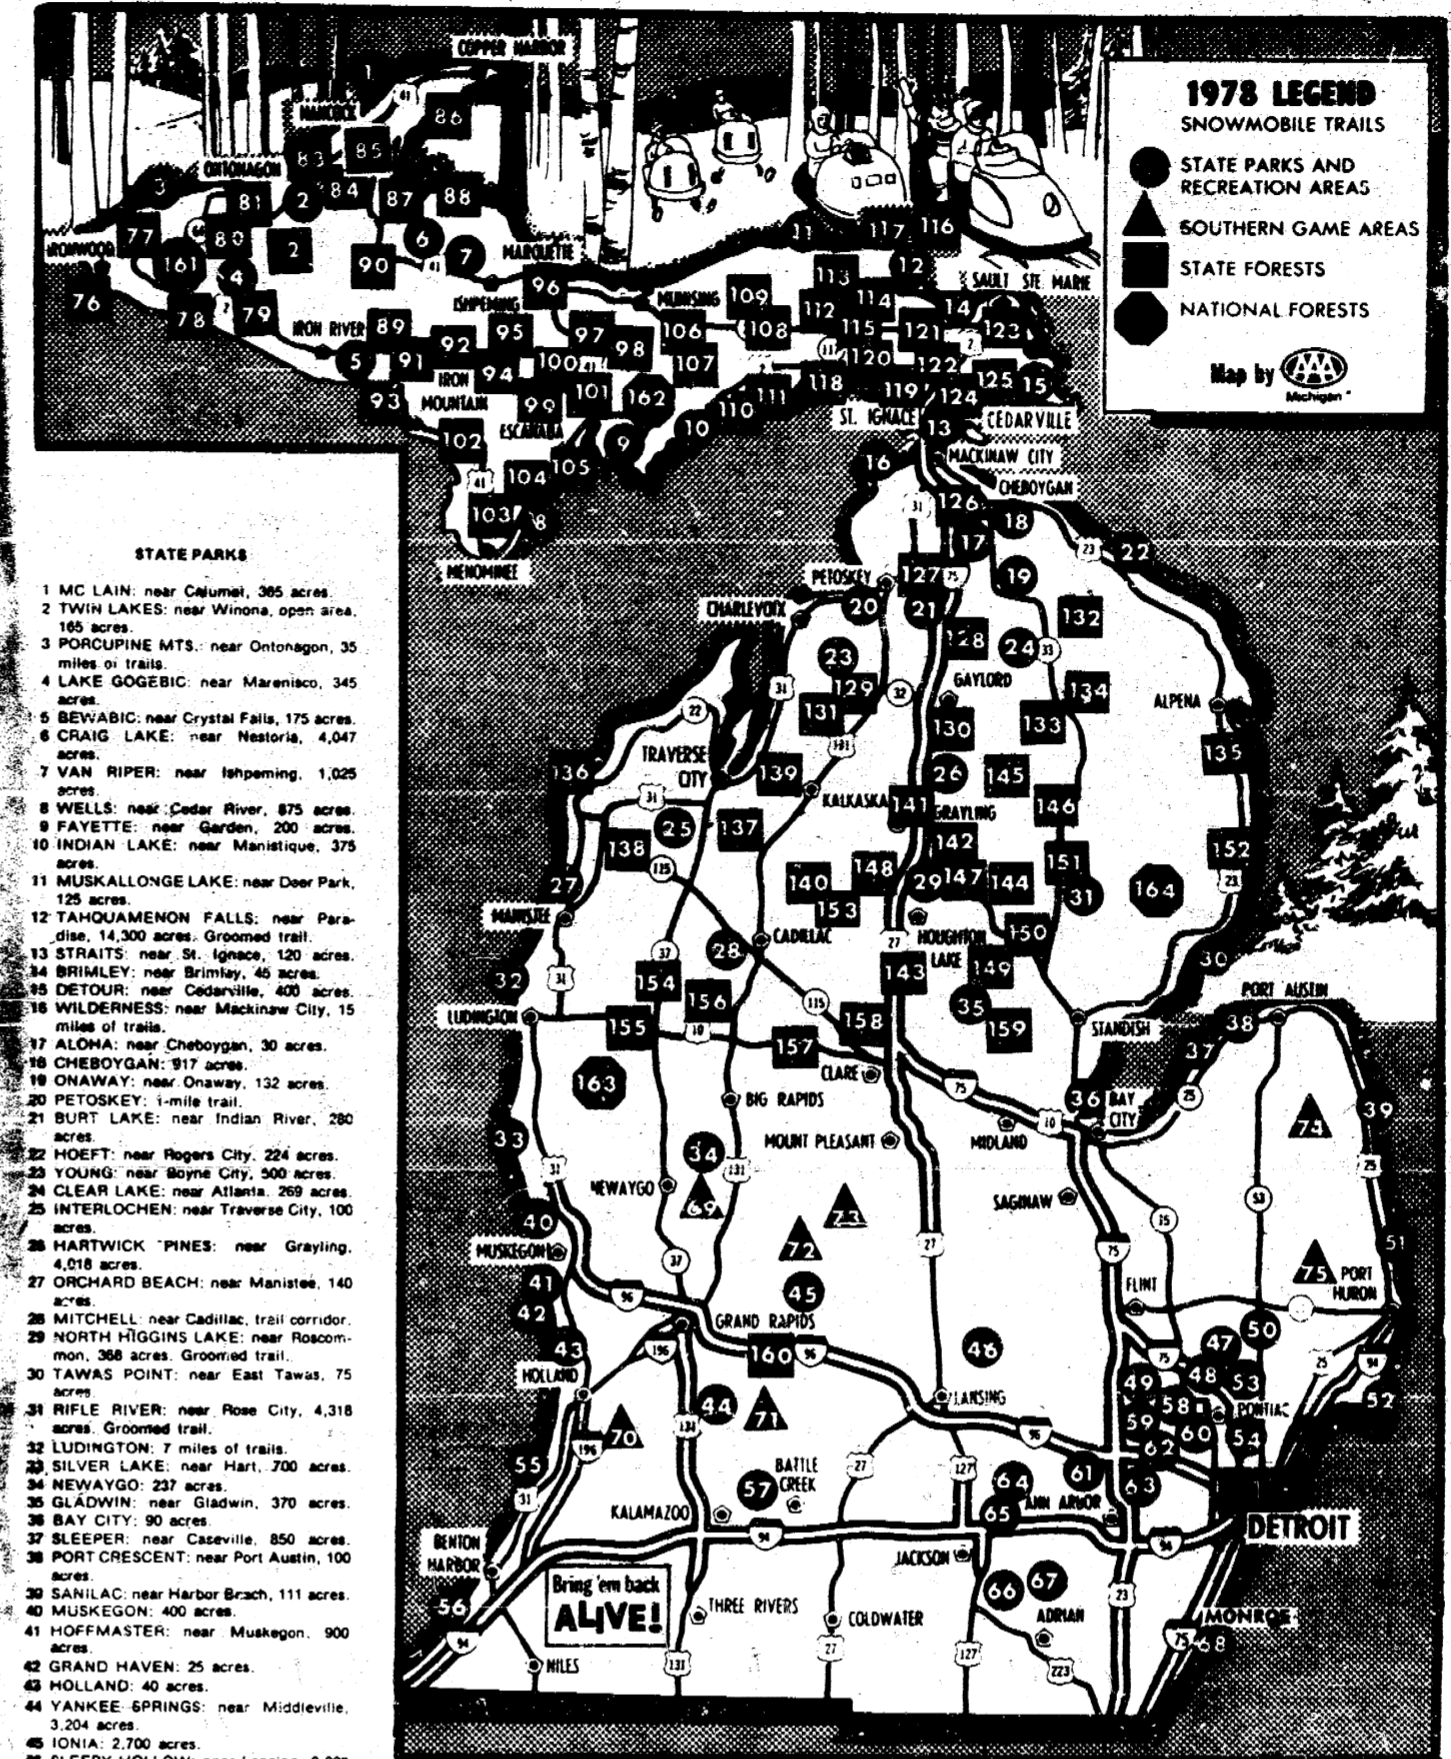 COPPER HARBOR
HANCOCK
ONTONAGON
IRONWOOD
MARQUETTE
ISHPEMING
MUNISING
SAULT STE. MARIE
IRON RIVER
IRON
MOUNTAIN
ESCANABA
ST. IGNACE
CEDARVILLE
MENOMINEE
1978 LEGEND
SNOWMOBILE TRAILS
STATE PARKS AND
RECREATION AREAS
SOUTHERN GAME AREAS
STATE FORESTS
NATIONAL FORESTS
Map by AAA
Michigan
STATE PARKS
1 MC LAIN: near Calumet, 365 acres.
2 TWIN LAKES: near Winona, open area,
165 acres.
3 PORCUPINE MTS.: near Ontonagon, 35
miles of trails.
4 LAKE GOGEBIC: near Marenisco, 345
acres.
5 BEWABIC: near Crystal Falls, 175 acres.
6 CRAIG LAKE: near Nestoria, 4,047
acres.
7 VAN RIPER: near Ishpeming, 1,025
acres.
8 WELLS: near Cedar River, 875 acres.
9 FAYETTE: near Garden, 200 acres.
10 INDIAN LAKE: near Manistique, 375
acres.
11 MUSKALLONGE LAKE: near Deer Park,
125 acres.
12 TAHQUAMENON FALLS: near Para-
dise, 14,300 acres. Groomed trail.
13 STRAITS: near St. Ignace, 120 acres.
14 BRIMLEY: near Brimley, 45 acres.
15 DETOUR: near Cedarville, 400 acres.
16 WILDERNESS: near Mackinaw City, 15
miles of trails.
17 ALOHA: near Cheboygan, 30 acres.
18 CHEBOYGAN: 917 acres.
19 ONAWAY: near Onaway, 132 acres.
20 PETOSKEY: 1-mile trail.
21 BURT LAKE: near Indian River, 280
acres.
22 HOEFT: near Rogers City, 224 acres.
23 YOUNG: near Boyne City, 500 acres.
24 CLEAR LAKE: near Atlanta, 269 acres.
25 INTERLOCHEN: near Traverse City, 100
acres.
26 HARTWICK PINES: near Grayling,
4,018 acres.
27 ORCHARD BEACH: near Manistee, 140
acres.
28 MITCHELL: near Cadillac, trail corridor.
29 NORTH HIGGINS LAKE: near Roscom-
mon, 368 acres. Groomed trail.
30 TAWAS POINT: near East Tawas, 75
acres.
31 RIFLE RIVER: near Rose City, 4,318
acres. Groomed trail.
32 LUDINGTON: 7 miles of trails.
33 SILVER LAKE: near Hart, 700 acres.
34 NEWAYGO: 237 acres.
35 GLADWIN: near Gladwin, 370 acres.
36 BAY CITY: 90 acres.
37 SLEEPER: near Caseville, 850 acres.
38 PORT CRESCENT: near Port Austin, 100
acres.
39 SANILAC: near Harbor Beach, 111 acres.
40 MUSKEGON: 400 acres.
41 HOFFMASTER: near Muskegon, 900
acres.
42 GRAND HAVEN: 25 acres.
43 HOLLAND: 40 acres.
44 YANKEE SPRINGS: near Middleville,
3,204 acres.
45 IONIA: 2,700 acres.
MACKINAW CITY
CHEBOYGAN
PETOSKEY
CHARLEVOIX
GAYLORD
ALPENA
TRAVERSE
CITY
KALKASKA
GRAYLING
MANISTEE
CADILLAC
HOUGHTON
LAKE
LUDINGTON
STANDISH
PORT AUSTIN
CLARE
BIG RAPIDS
MOUNT PLEASANT
MIDLAND
BAY
CITY
NEWAYGO
SAGINAW
MUSKEGON
FLINT
PORT
HURON
GRAND RAPIDS
HOLLAND
LANSING
PONTIAC
BATTLE
CREEK
KALAMAZOO
ANN ARBOR
DETROIT
BENTON
HARBOR
JACKSON
Bring 'em back
ALIVE!
THREE RIVERS
COLDWATER
ADRIAN
MONROE
NILES